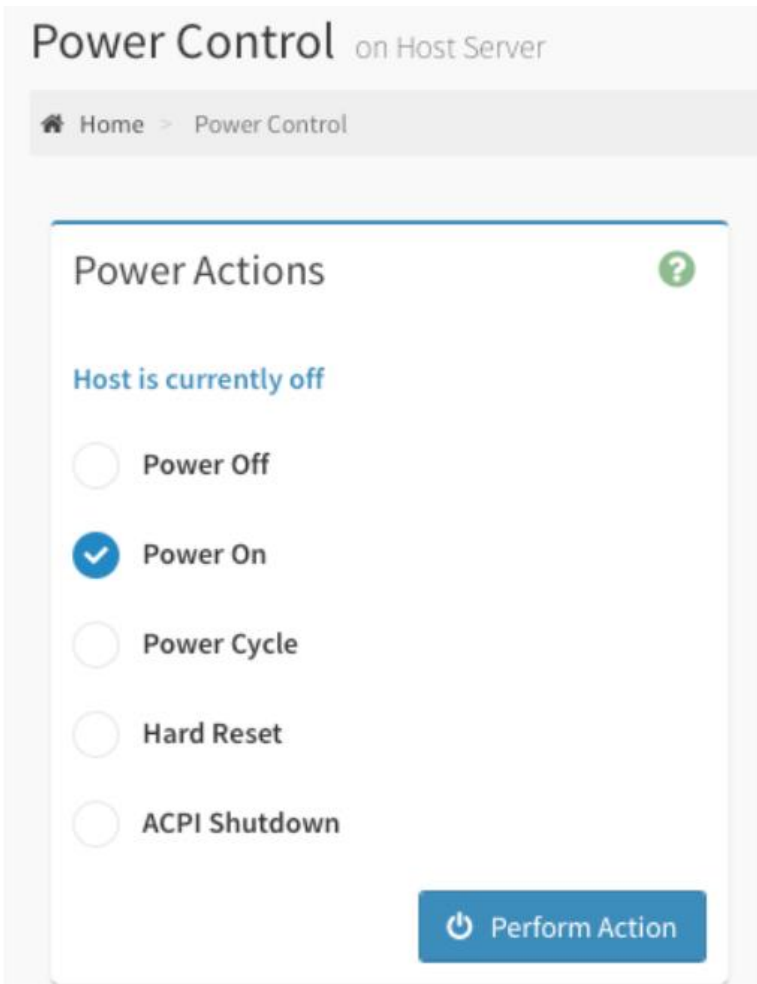 Power Control on Host Server
Home > Power Control
Power Actions
Host is currently off
Power Off
Power On
Power Cycle
Hard Reset
ACPI Shutdown
Perform Action